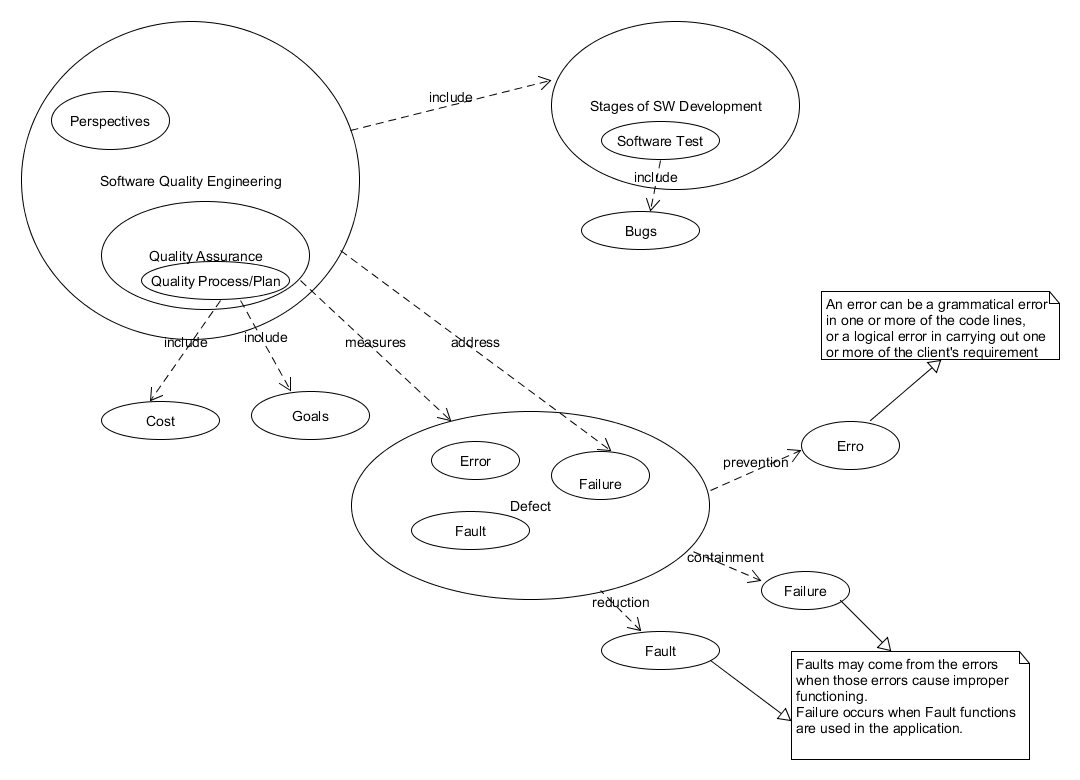 include
Stages of SW Development
Perspectives
Software Test
include
Software Quality Engineering
Bugs
Quality Assurance
Quality Process/Plan
An error can be a grammatical error
in one or more of the code lines,
or a logical error in carrying out one
or more of the client's requirement
include
include
measures
address
Cost
Goals
Erro
Error
prevention
Failure
Defect
Fault
containment
Failure
reduction
Fault
Faults may come from the errors
when those errors cause improper
functioning.
Failure occurs when Fault functions
are used in the application.